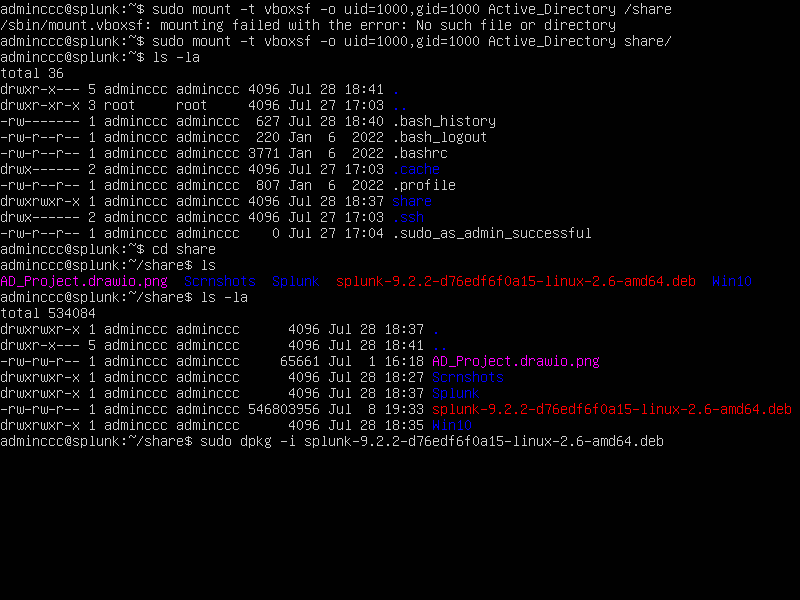 adminccc@splunk:~$ sudo mount -t vboxsf -o uid=1000,gid=1000 Active_Directory /share
/sbin/mount.vboxsf: mounting failed with the error: No such file or directory
adminccc@splunk:~$ sudo mount -t vboxsf -o uid=1000,gid=1000 Active_Directory share/
adminccc@splunk:~$ ls -la
total 36
drwxr-x--- 5 adminccc adminccc 4096 Jul 28 18:41 .
drwxr-xr-x 3 root     root     4096 Jul 27 17:03 ..
-rw------- 1 adminccc adminccc  627 Jul 28 18:40 .bash_history
-rw-r--r-- 1 adminccc adminccc  220 Jan  6  2022 .bash_logout
-rw-r--r-- 1 adminccc adminccc 3771 Jan  6  2022 .bashrc
drwx------ 2 adminccc adminccc 4096 Jul 27 17:03 .cache
-rw-r--r-- 1 adminccc adminccc  807 Jan  6  2022 .profile
drwxrwxr-x 1 adminccc adminccc 4096 Jul 28 18:37 share
drwx------ 2 adminccc adminccc 4096 Jul 27 17:03 .ssh
-rw-r--r-- 1 adminccc adminccc    0 Jul 27 17:04 .sudo_as_admin_successful
adminccc@splunk:~$ cd share
adminccc@splunk:~/share$ ls
AD_Project.drawio.png  Scrnshots  Splunk  splunk-9.2.2-d76edf6f0a15-linux-2.6-amd64.deb  Win10
adminccc@splunk:~/share$ ls -la
total 534084
drwxrwxr-x 1 adminccc adminccc      4096 Jul 28 18:37 .
drwxr-x--- 5 adminccc adminccc      4096 Jul 28 18:41 ..
-rw-rw-r-- 1 adminccc adminccc     65661 Jul  1 16:18 AD_Project.drawio.png
drwxrwxr-x 1 adminccc adminccc      4096 Jul 28 18:27 Scrnshots
drwxrwxr-x 1 adminccc adminccc      4096 Jul 28 18:37 Splunk
-rw-rw-r-- 1 adminccc adminccc 546803956 Jul  8 19:33 splunk-9.2.2-d76edf6f0a15-linux-2.6-amd64.deb
drwxrwxr-x 1 adminccc adminccc      4096 Jul 28 18:35 Win10
adminccc@splunk:~/share$ sudo dpkg -i splunk-9.2.2-d76edf6f0a15-linux-2.6-amd64.deb